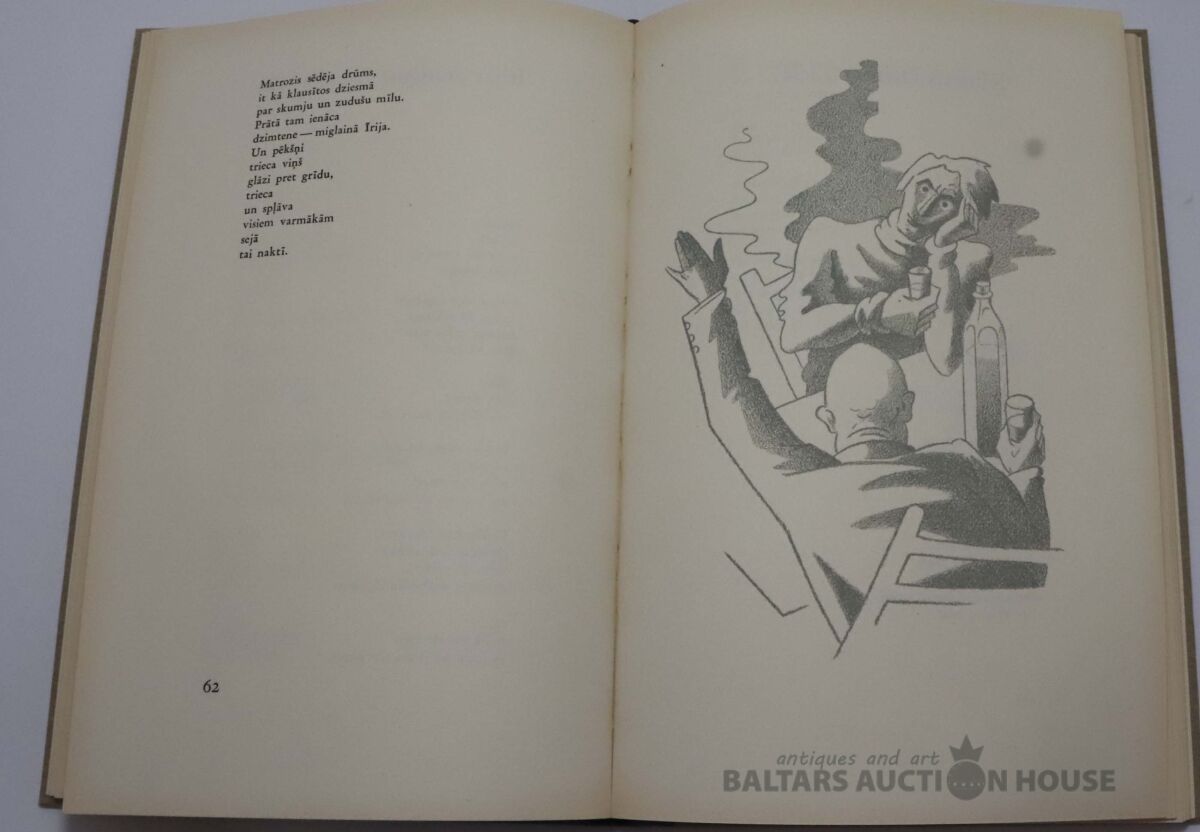 Matrozis sēdēja drūms,
it kā klausītos dziesmā
par skumju un zudušu mīlu.
Prātā tam ienāca
dzimtene — miglainā Īrija.
Un pēkšņi
trieca viņš
glāzi pret grīdu,
trieca
un spļāva
visiem varmākām
sejā
tai naktī.
62
antiques and art
BALTARS AUCTION HOUSE